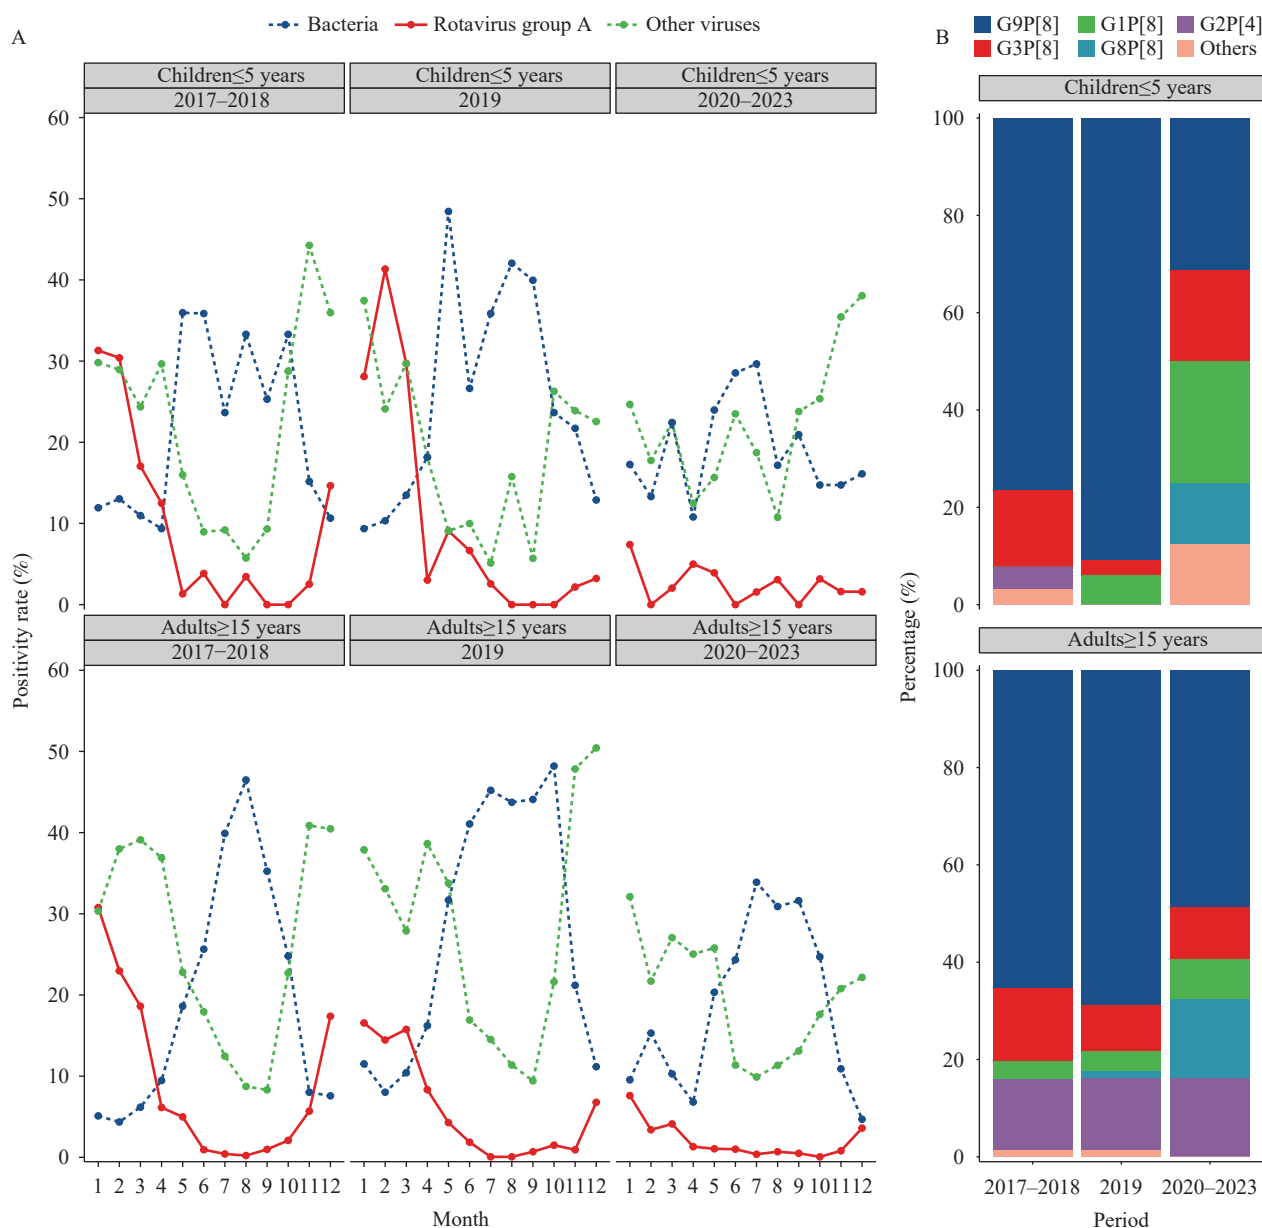 Bacteria Rotavirus group A Other viruses
A
Children≤5 years Children≤5 years Children≤5 years
2017–2018 2019 2020–2023
60
50
40
30
20
10
0
Adults≥15 years Adults≥15 years Adults≥15 years
2017–2018 2019 2020–2023
60
50
40
30
20
10
0
Positivity rate (%)
1 2 3 4 5 6 7 8 9 10 11 12 1 2 3 4 5 6 7 8 9 10 11 12 1 2 3 4 5 6 7 8 9 10 11 12
Month
B
G9P[8] G1P[8] G2P[4]
G3P[8] G8P[8] Others
Children≤5 years
100
80
60
40
20
0
Adults≥15 years
100
80
60
40
20
0
Percentage (%)
2017–2018 2019 2020–2023
Period